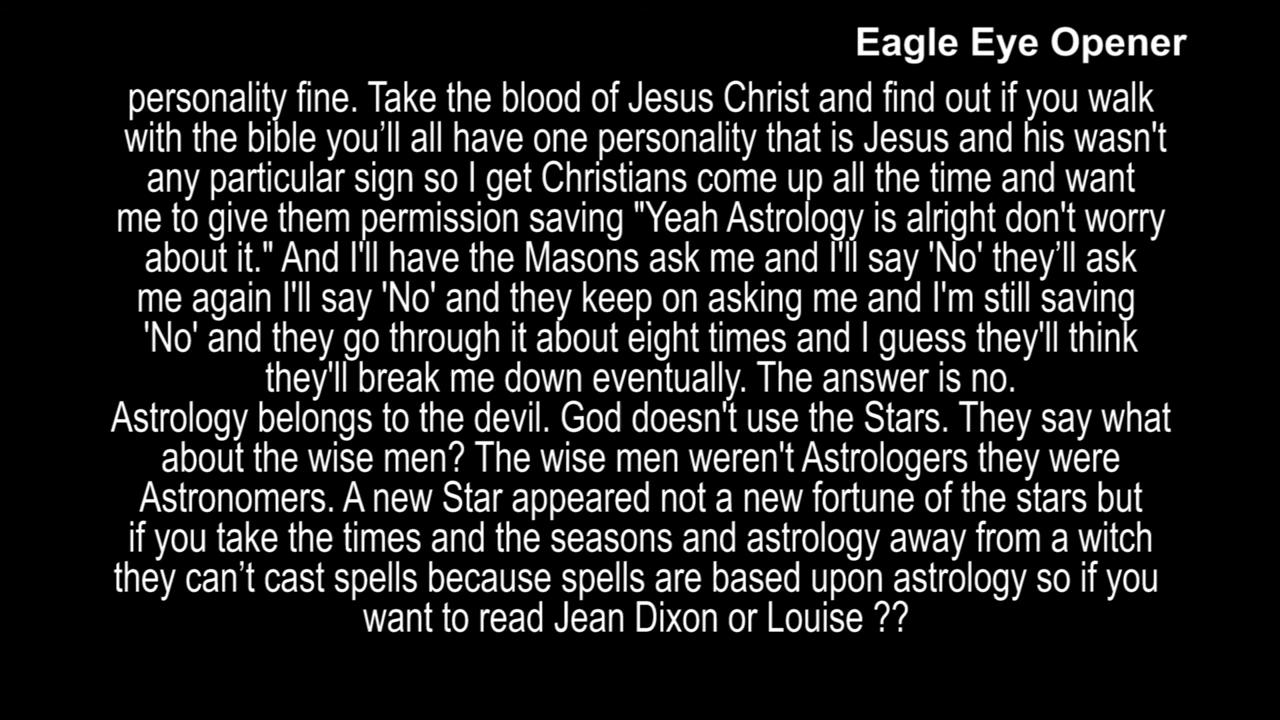 Eagle Eye Opener
personality fine. Take the blood of Jesus Christ and find out if you walk
with the bible you’ll all have one personality that is Jesus and his wasn't
any particular sign so I get Christians come up all the time and want
me to give them permission saving "Yeah Astrology is alright don't worry
about it." And I'll have the Masons ask me and I'll say 'No' they’ll ask
me again I'll say 'No' and they keep on asking me and I'm still saving
'No' and they go through it about eight times and I guess they'll think
they'll break me down eventually. The answer is no.
Astrology belongs to the devil. God doesn't use the Stars. They say what
about the wise men? The wise men weren't Astrologers they were
Astronomers. A new Star appeared not a new fortune of the stars but
if you take the times and the seasons and astrology away from a witch
they can’t cast spells because spells are based upon astrology so if you
want to read Jean Dixon or Louise ??